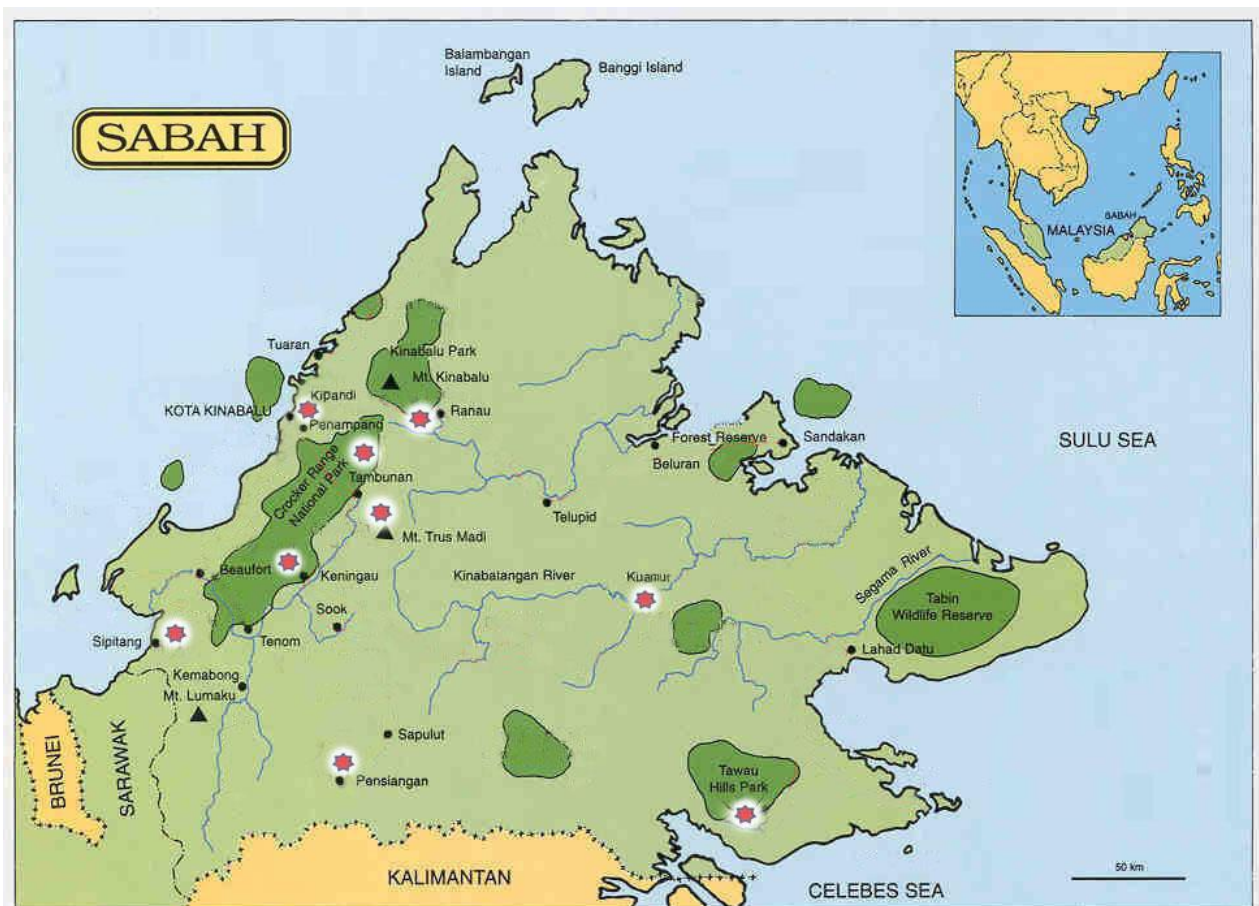 Balambangan
Island
Banggi Island
SABAH
SABAH
MALAYSIA
Tuaran
Kinabalu Park
Mt. Kinabalu
Kipandi
KOTA KINABALU
Penampang
Ranau
Crocker Range
National Park
Forest Reserve
Sandakan
SULU SEA
Beluran
Tambunan
Telupid
Mt. Trus Madi
Beaufort
Keningau
Kinabatangan River
Kuamur
Segama River
Tabin
Wildlife Reserve
Sook
Sipitang
Tenom
Lahad Datu
Kemabong
Mt. Lumaku
Sapulut
Pensiangan
Tawau
Hills Park
BRUNEI
SARAWAK
KALIMANTAN
CELEBES SEA
50 km